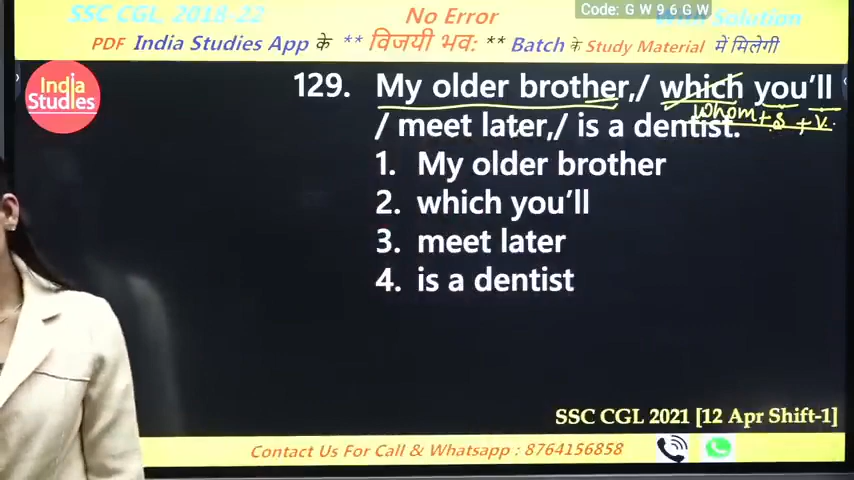 SSC CGL 2018-22
No Error
Code: G W 9 6 G W
With Solution
PDF India Studies App के ** विजयी भव: ** Batch के Study Material में मिलेगी
India
Studies
129. My older brother,/ which you'll
whom + S + V.
/ meet later,/ is a dentist.
1. My older brother
2. which you'll
3. meet later
4. is a dentist
SSC CGL 2021 [12 Apr Shift-1]
Contact Us For Call & Whatsapp : 8764156858